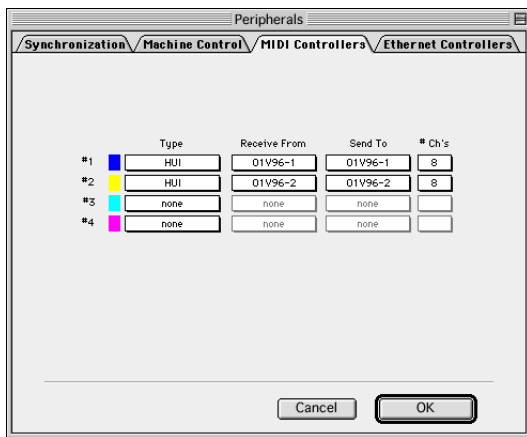 Peripherals
Synchronization Machine Control MIDI Controllers Ethernet Controllers
Type Receive From Send To # Ch's
#1 HUI 01V96-1 01V96-1 8
#2 HUI 01V96-2 01V96-2 8
#3 none none none
#4 none none none
Cancel OK